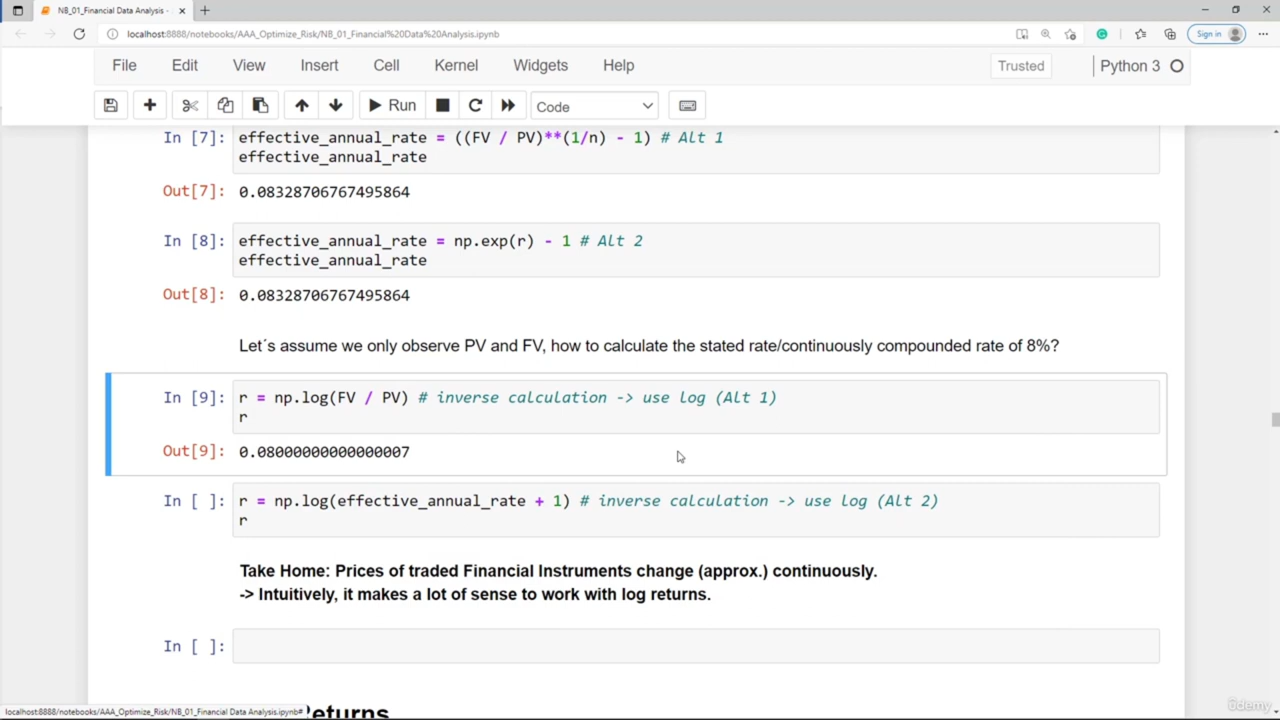 NB_01_Financial Data Analysis -
localhost:8888/notebooks/AAA_Optimize_Risk/NB_01_Financial%20Data%20Analysis.ipynb
Sign in
File Edit View Insert Cell Kernel Widgets Help Trusted Python 3
Run Code
In [7]: effective_annual_rate = ((FV / PV)**(1/n) - 1) # Alt 1
effective_annual_rate
Out[7]: 0.08328706767495864
In [8]: effective_annual_rate = np.exp(r) - 1 # Alt 2
effective_annual_rate
Out[8]: 0.08328706767495864
Let´s assume we only observe PV and FV, how to calculate the stated rate/continuously compounded rate of 8%?
In [9]: r = np.log(FV / PV) # inverse calculation -> use log (Alt 1)
r
Out[9]: 0.08000000000000007
In [ ]: r = np.log(effective_annual_rate + 1) # inverse calculation -> use log (Alt 2)
r
Take Home: Prices of traded Financial Instruments change (approx.) continuously.
-> Intuitively, it makes a lot of sense to work with log returns.
In [ ]:
Returns
localhost:8888/notebooks/AAA_Optimize_Risk/NB_01_Financial Data Analysis.ipynb#
ûdemy